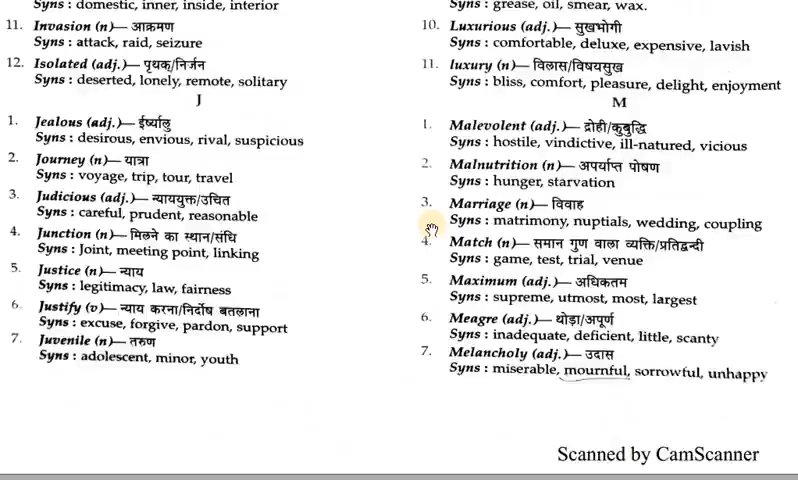 Syns : domestic, inner, inside, interior
11. Invasion (n)— आक्रमण
Syns : attack, raid, seizure
12. Isolated (adj.)— पृथक्/निर्जन
Syns : deserted, lonely, remote, solitary
J
1. Jealous (adj.)— ईर्ष्यालु
Syns : desirous, envious, rival, suspicious
2. Journey (n)— यात्रा
Syns : voyage, trip, tour, travel
3. Judicious (adj.)— न्याययुक्त/उचित
Syns : careful, prudent, reasonable
4. Junction (n)— मिलने का स्थान/संधि
Syns : Joint, meeting point, linking
5. Justice (n)— न्याय
Syns : legitimacy, law, fairness
6. Justify (v)— न्याय करना/निर्दोष बतलाना
Syns : excuse, forgive, pardon, support
7. Juvenile (n)— तरुण
Syns : adolescent, minor, youth
Syns : grease, oil, smear, wax.
10. Luxurious (adj.)— सुखभोगी
Syns : comfortable, deluxe, expensive, lavish
11. luxury (n)— विलास/विषयसुख
Syns : bliss, comfort, pleasure, delight, enjoyment
M
1. Malevolent (adj.)— द्रोही/कुबुद्धि
Syns : hostile, vindictive, ill-natured, vicious
2. Malnutrition (n)— अपर्याप्त पोषण
Syns : hunger, starvation
3. Marriage (n)— विवाह
Syns : matrimony, nuptials, wedding, coupling
4. Match (n)— समान गुण वाला व्यक्ति/प्रतिद्वन्दी
Syns : game, test, trial, venue
5. Maximum (adj.)— अधिकतम
Syns : supreme, utmost, most, largest
6. Meagre (adj.)— थोड़ा/अपूर्ण
Syns : inadequate, deficient, little, scanty
7. Melancholy (adj.)— उदास
Syns : miserable, mournful, sorrowful, unhappy
Scanned by CamScanner